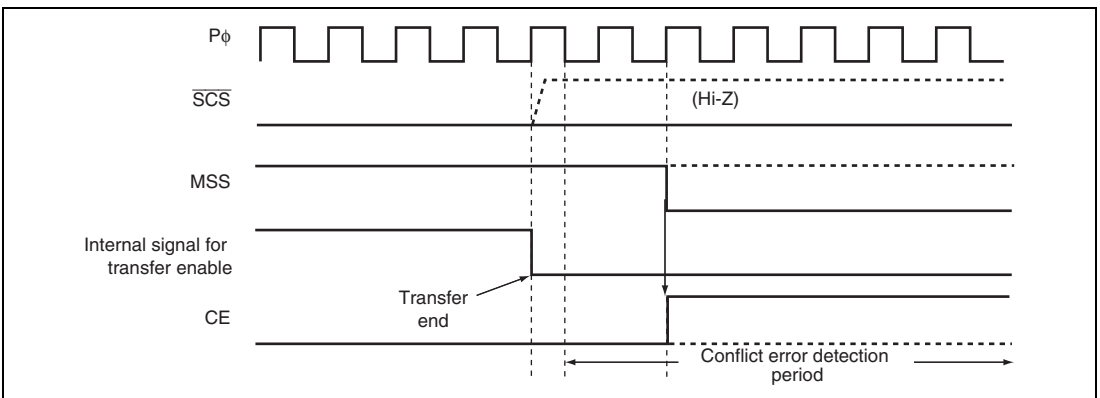 Pϕ
SCS
(Hi-Z)
MSS
Internal signal for
transfer enable
Transfer
end
CE
Conflict error detection
period